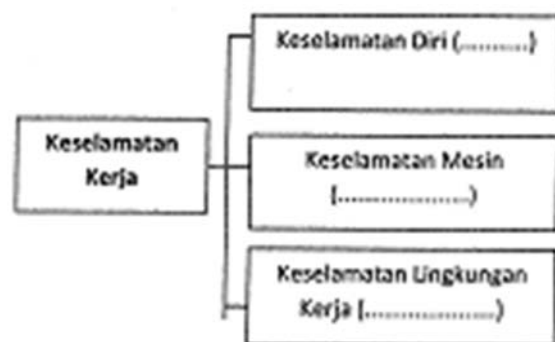 Keselamatan
Kerja
Keselamatan Diri (..........)
Keselamatan Mesin
(...................)
Keselamatan Lingkungan
Kerja (...................)